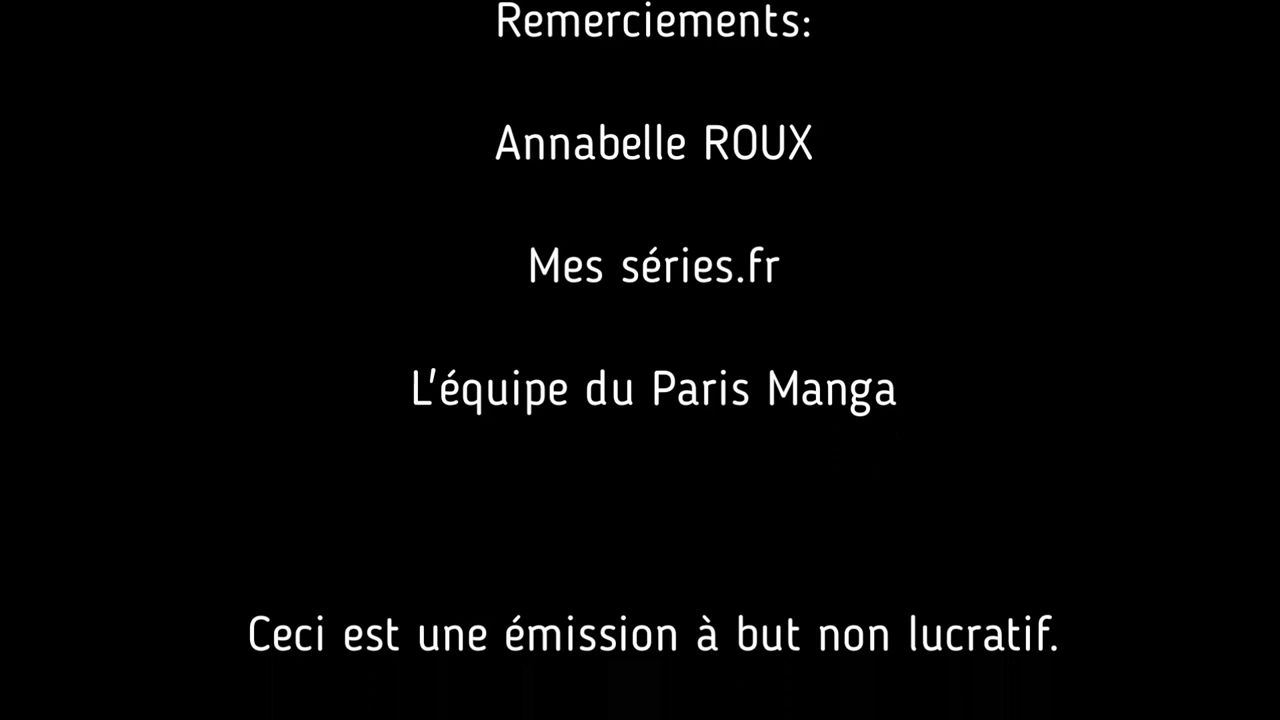 Remerciements:
Annabelle ROUX
Mes séries.fr
L'équipe du Paris Manga
Ceci est une émission à but non lucratif.